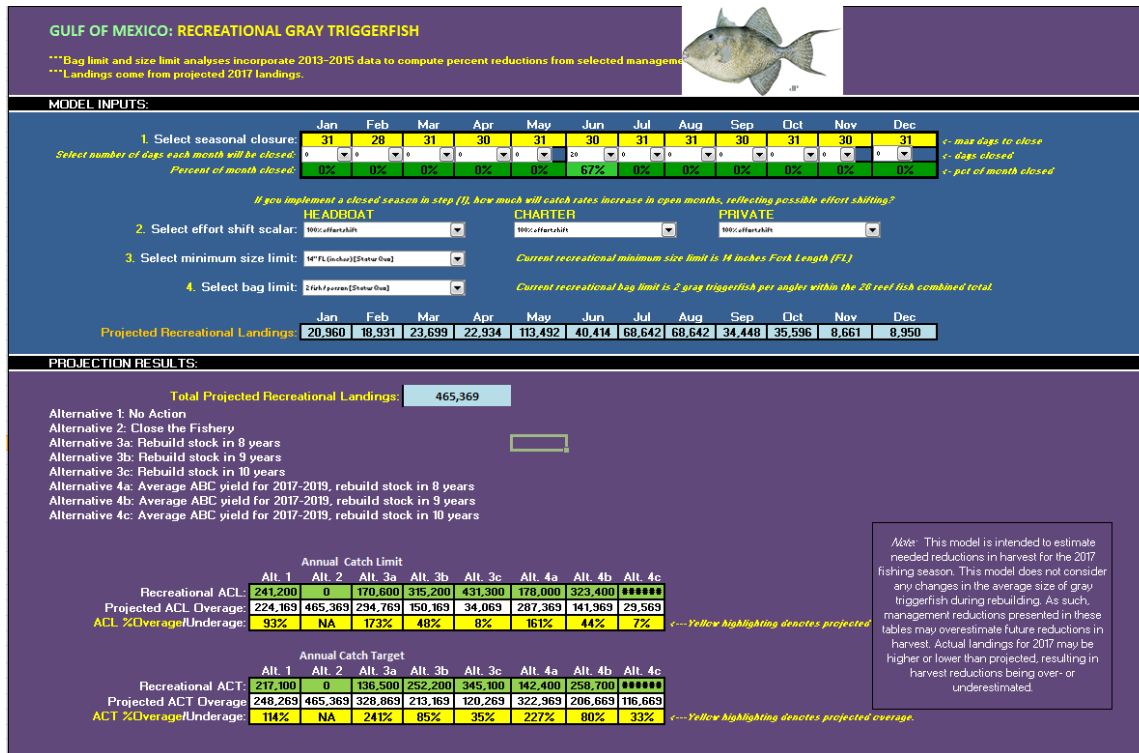 GULF OF MEXICO: RECREATIONAL GRAY TRIGGERFISH
***Bag limit and size limit analyses incorporate 2013-2015 data to compute percent reductions from selected manageme
***Landings come from projected 2017 landings.
MODEL INPUTS:
Jan Feb Mar Apr May Jun Jul Aug Sep Oct Nov Dec
1. Select seasonal closure: 31 28 31 30 31 30 31 31 30 31 30 31 <- max days to close
Select number of days each month will be closed: 0 0 0 0 0 20 0 0 0 0 0 0 <- days closed
Percent of month closed: 0% 0% 0% 0% 0% 67% 0% 0% 0% 0% 0% 0% <- pct of month closed
If you implement a closed season in step (1), how much will catch rates increase in open months, reflecting possible effort shifting?
HEADBOAT CHARTER PRIVATE
2. Select effort shift scalar: 100% effort shift 100% effort shift 100% effort shift
3. Select minimum size limit: 14" FL (inches) [Status Quo] Current recreational minimum size limit is 14 inches Fork Length (FL)
4. Select bag limit: 2 fish / person [Status Quo] Current recreational bag limit is 2 gray triggerfish per angler within the 20 reef fish combined total.
Jan Feb Mar Apr May Jun Jul Aug Sep Oct Nov Dec
Projected Recreational Landings: 20,960 18,931 23,699 22,934 113,492 40,414 68,642 68,642 34,448 35,596 8,661 8,950
PROJECTION RESULTS:
Total Projected Recreational Landings: 465,369
Alternative 1: No Action
Alternative 2: Close the Fishery
Alternative 3a: Rebuild stock in 8 years
Alternative 3b: Rebuild stock in 9 years
Alternative 3c: Rebuild stock in 10 years
Alternative 4a: Average ABC yield for 2017-2019, rebuild stock in 8 years
Alternative 4b: Average ABC yield for 2017-2019, rebuild stock in 9 years
Alternative 4c: Average ABC yield for 2017-2019, rebuild stock in 10 years
Annual Catch Limit
Alt. 1 Alt. 2 Alt. 3a Alt. 3b Alt. 3c Alt. 4a Alt. 4b Alt. 4c
Recreational ACL: 241,200 0 170,600 315,200 431,300 178,000 323,400 ######
Projected ACL Overage: 224,169 465,369 294,769 150,169 34,069 287,369 141,969 29,569
ACL %Overage/Underage: 93% NA 173% 48% 8% 161% 44% 7% <---Yellow highlighting denotes projected
Annual Catch Target
Alt. 1 Alt. 2 Alt. 3a Alt. 3b Alt. 3c Alt. 4a Alt. 4b Alt. 4c
Recreational ACT: 217,100 0 136,500 252,200 345,100 142,400 258,700 ######
Projected ACT Overage 248,269 465,369 328,869 213,169 120,269 322,969 206,669 116,669
ACT %Overage/Underage: 114% NA 241% 85% 35% 227% 80% 33% <---Yellow highlighting denotes projected overage.
Note: This model is intended to estimate
needed reductions in harvest for the 2017
fishing season. This model does not consider
any changes in the average size of gray
triggerfish during rebuilding. As such,
management reductions presented in these
tables may overestimate future reductions in
harvest. Actual landings for 2017 may be
higher or lower than projected, resulting in
harvest reductions being over- or
underestimated.